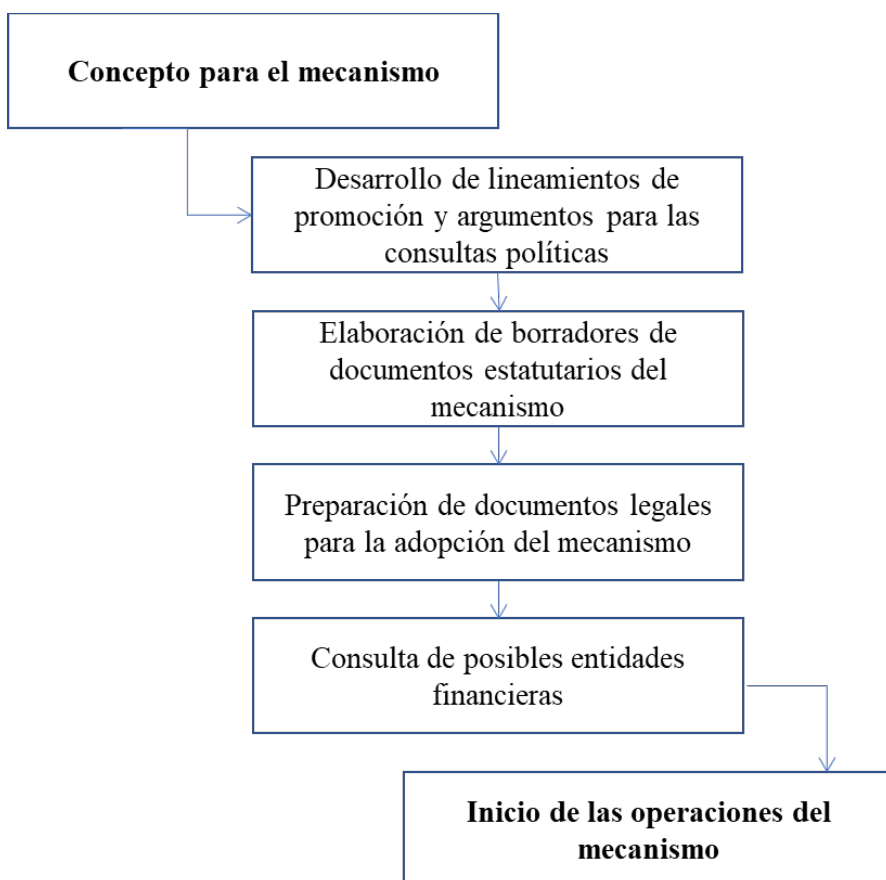 Concepto para el mecanismo
Desarrollo de lineamientos de
promoción y argumentos para las
consultas políticas
Elaboración de borradores de
documentos estatutarios del
mecanismo
Preparación de documentos legales
para la adopción del mecanismo
Consulta de posibles entidades
financieras
Inicio de las operaciones del
mecanismo